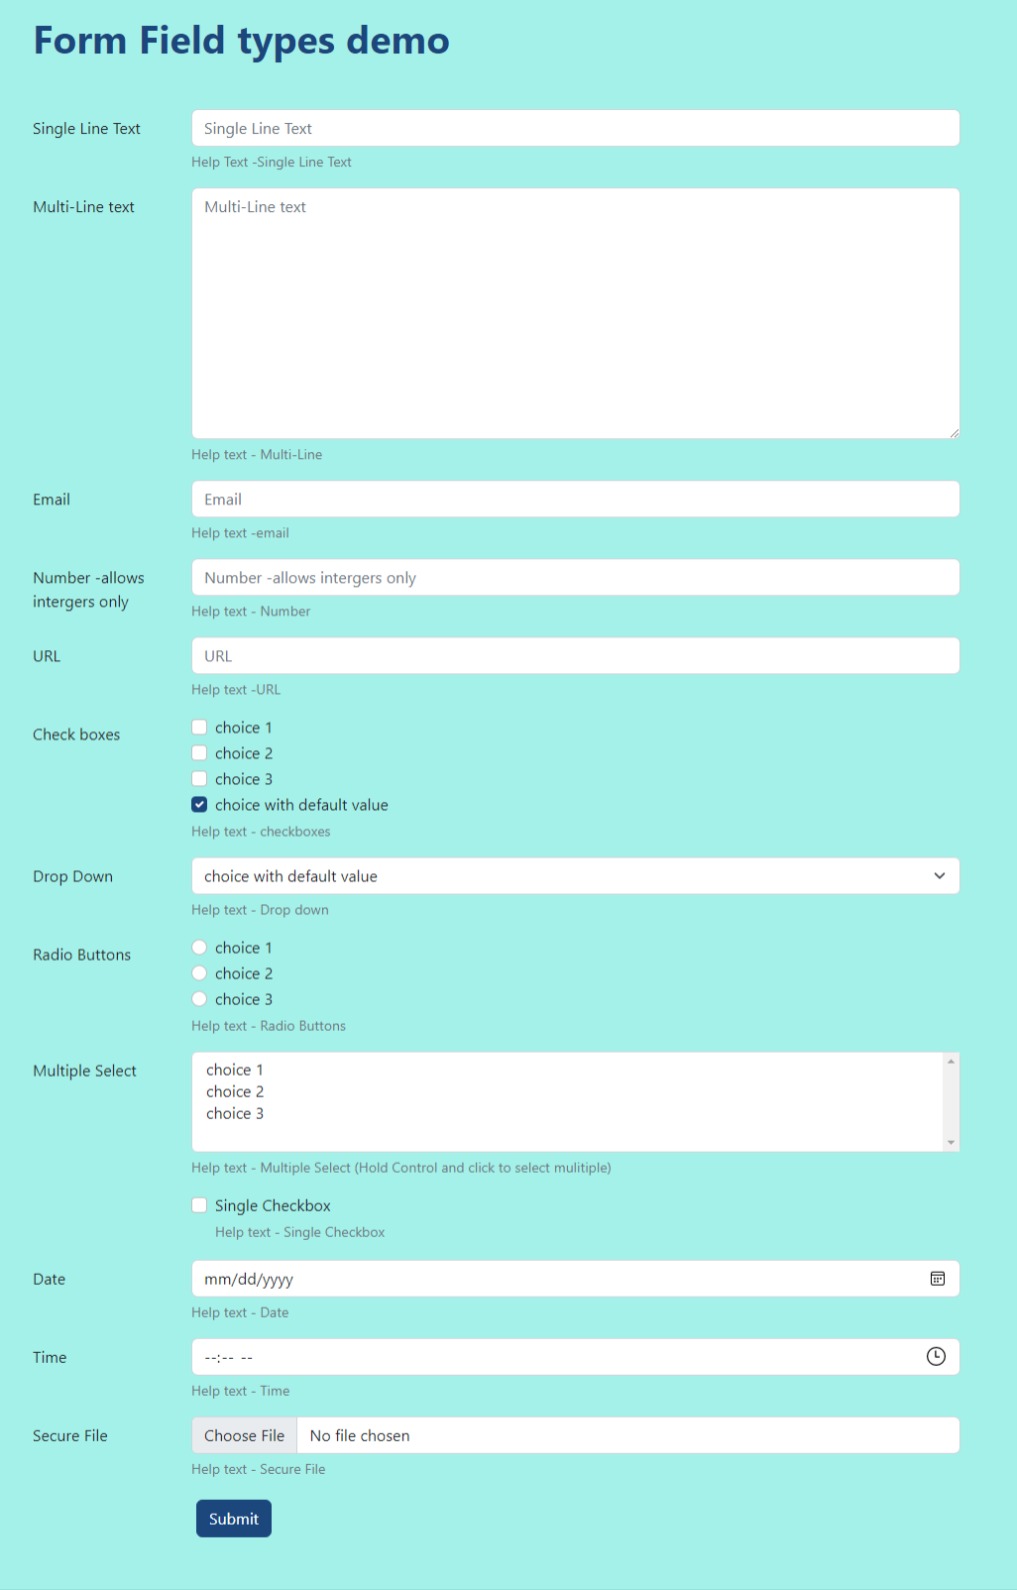 Form Field types demo
Single Line Text
Single Line Text
Help Text -Single Line Text
Multi-Line text
Multi-Line text
Help text - Multi-Line
Email
Email
Help text -email
Number -allows
intergers only
Number -allows intergers only
Help text - Number
URL
URL
Help text -URL
Check boxes
choice 1
choice 2
choice 3
choice with default value
Help text - checkboxes
Drop Down
choice with default value
Help text - Drop down
Radio Buttons
choice 1
choice 2
choice 3
Help text - Radio Buttons
Multiple Select
choice 1
choice 2
choice 3
Help text - Multiple Select (Hold Control and click to select mulitiple)
Single Checkbox
Help text - Single Checkbox
Date
mm/dd/yyyy
Help text - Date
Time
--:-- --
Help text - Time
Secure File
Choose File No file chosen
Help text - Secure File
Submit